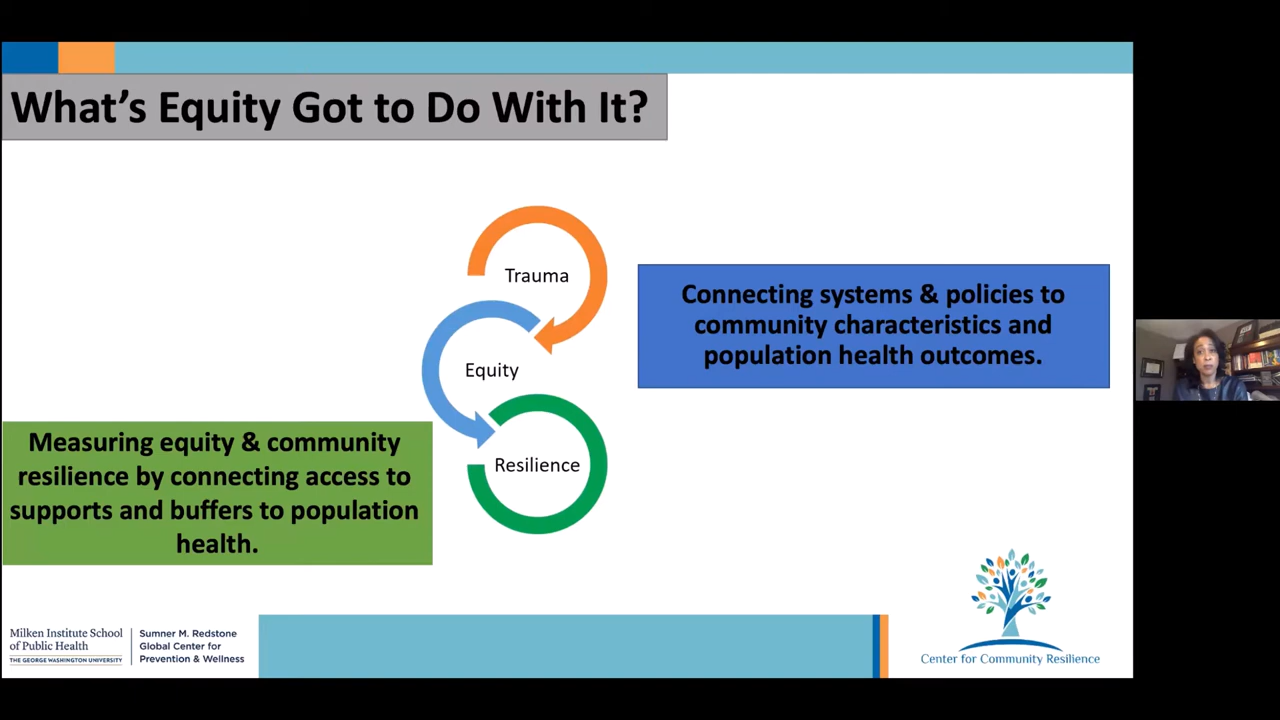 What's Equity Got to Do With It?
Trauma
Connecting systems & policies to
community characteristics and
population health outcomes.
Equity
Measuring equity & community
resilience by connecting access to
supports and buffers to population
health.
Resilience
Milken Institute School
of Public Health
THE GEORGE WASHINGTON UNIVERSITY
Sumner M. Redstone
Global Center for
Prevention & Wellness
Center for Community Resilience